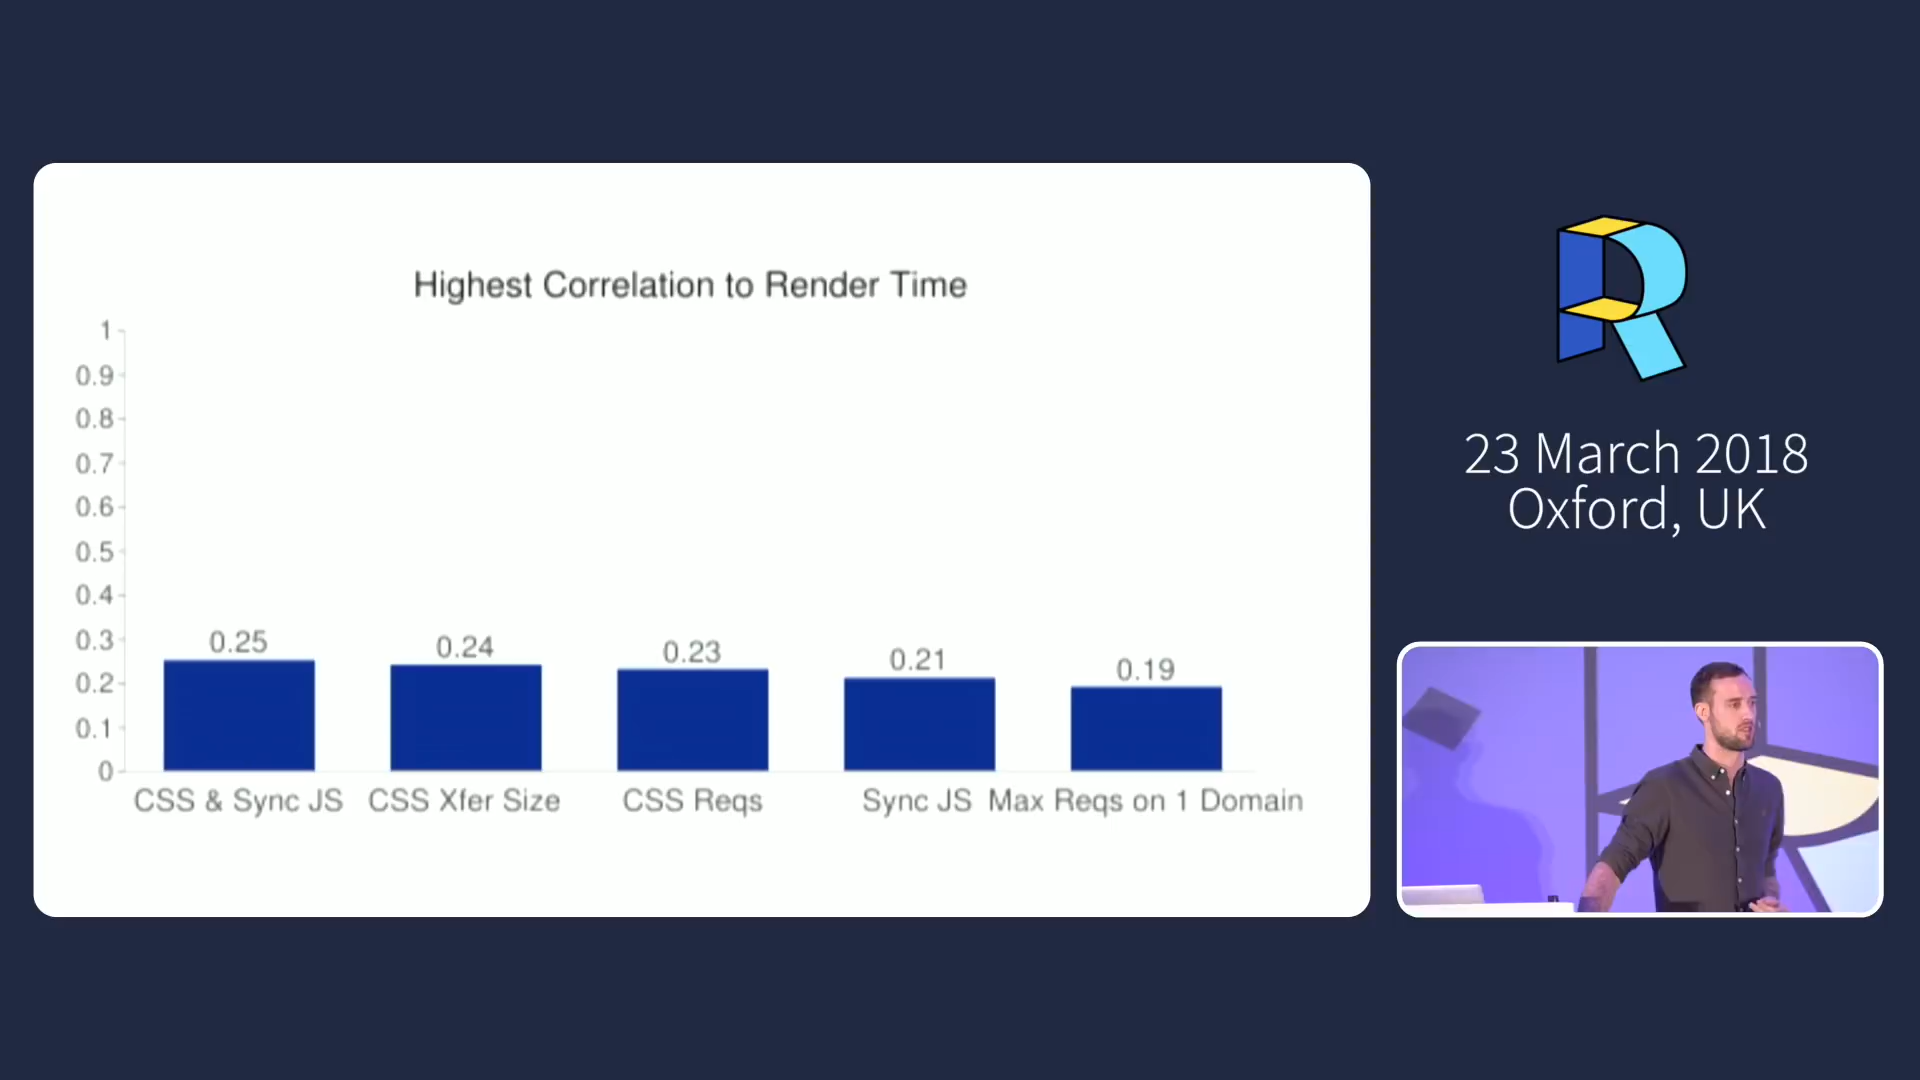 Highest Correlation to Render Time
1
0.9
0.8
0.7
0.6
0.5
0.4
0.3
0.2
0.1
0
0.25
0.24
0.23
0.21
0.19
CSS & Sync JS
CSS Xfer Size
CSS Reqs
Sync JS
Max Reqs on 1 Domain
23 March 2018
Oxford, UK